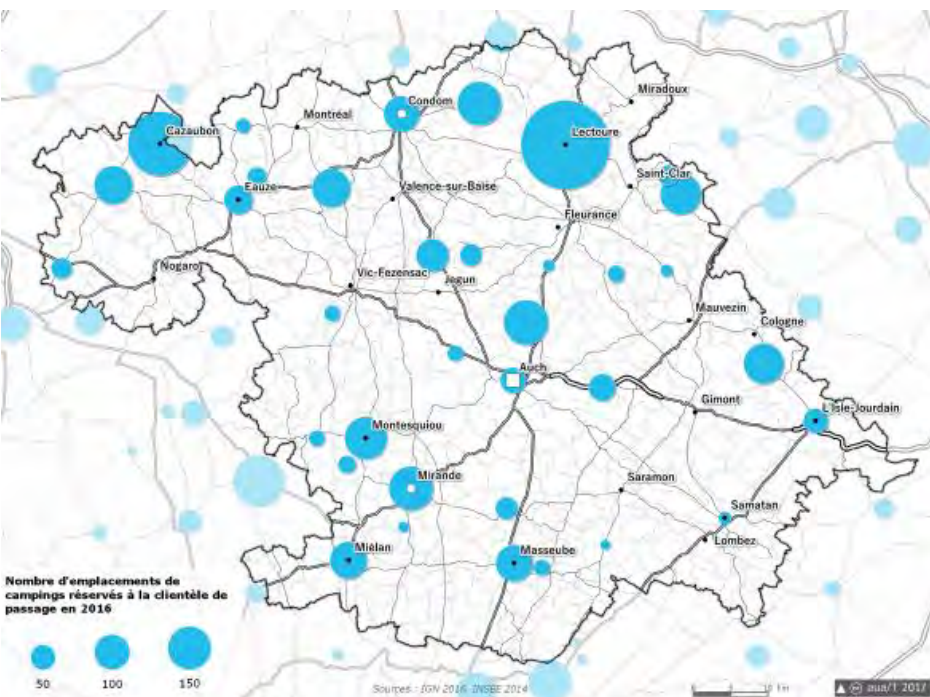 Miradoux
Condom
Montréal
Cazaubon
Lectoure
Saint-Clar
Eauze
Valence-sur-Baïse
Fleurance
Nogaro
Vic-Fezensac
Jegun
Mauvezin
Cologne
Auch
Gimont
L'Isle-Jourdain
Montesquiou
Mirande
Saramon
Samatan
Lombez
Miélan
Masseube
Nombre d'emplacements de
campings réservés à la clientèle de
passage en 2016
50 100 150
Sources : IGN 2016, INSEE 2014
10 km
aua/T 2017